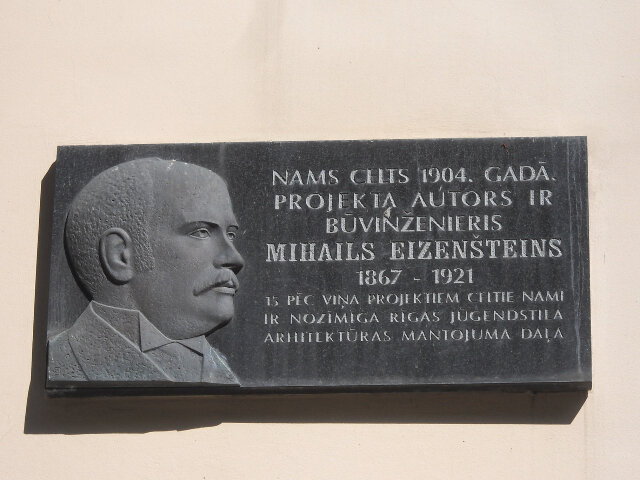 NAMS CELTS 1904. GADĀ.
PROJEKTA AUTORS IR
BŪVINŽENIERIS
MIHAILS EIZENŠTEINS
1867 - 1921
15 PĒC VIŅA PROJEKTIEM CELTIE NAMI
IR NOZĪMĪGA RĪGAS JŪGENDSTILA
ARHITEKTŪRAS MANTOJUMA DAĻA